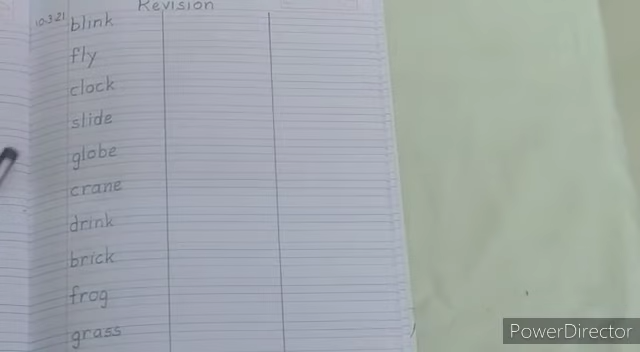 Revision
10.3.21 blink
fly
clock
slide
globe
crane
drink
brick
frog
grass
PowerDirector